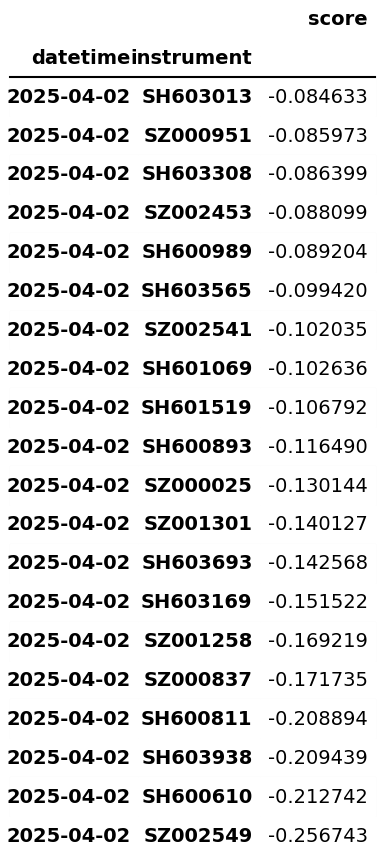 score
datetime instrument
2025-04-02 SH603013 -0.084633
2025-04-02 SZ000951 -0.085973
2025-04-02 SH603308 -0.086399
2025-04-02 SZ002453 -0.088099
2025-04-02 SH600989 -0.089204
2025-04-02 SH603565 -0.099420
2025-04-02 SZ002541 -0.102035
2025-04-02 SH601069 -0.102636
2025-04-02 SH601519 -0.106792
2025-04-02 SH600893 -0.116490
2025-04-02 SZ000025 -0.130144
2025-04-02 SZ001301 -0.140127
2025-04-02 SH603693 -0.142568
2025-04-02 SH603169 -0.151522
2025-04-02 SZ001258 -0.169219
2025-04-02 SZ000837 -0.171735
2025-04-02 SH600811 -0.208894
2025-04-02 SH603938 -0.209439
2025-04-02 SH600610 -0.212742
2025-04-02 SZ002549 -0.256743